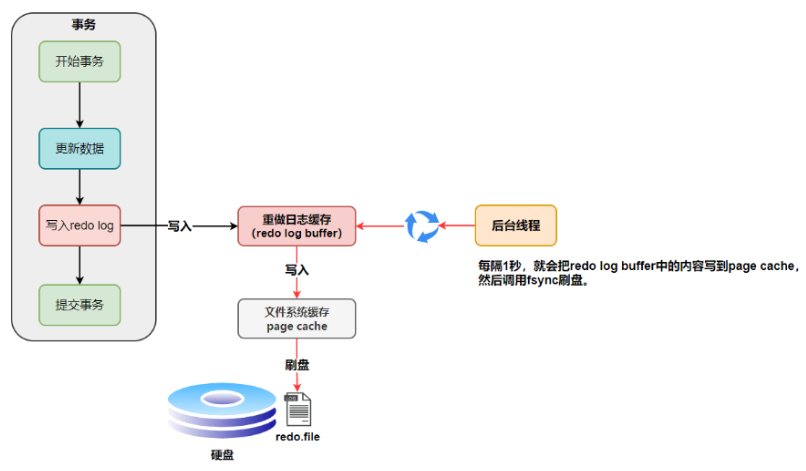 事务
开始事务
更新数据
写入redo log
提交事务
写入
重做日志缓存
(redo log buffer)
后台线程
每隔1秒，就会把redo log buffer中的内容写到page cache，
然后调用fsync刷盘。
写入
文件系统缓存
page cache
刷盘
redo.file
硬盘